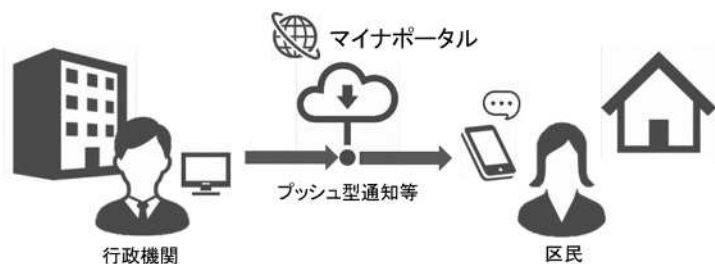 マイナポータル
プッシュ型通知等
行政機関
区民